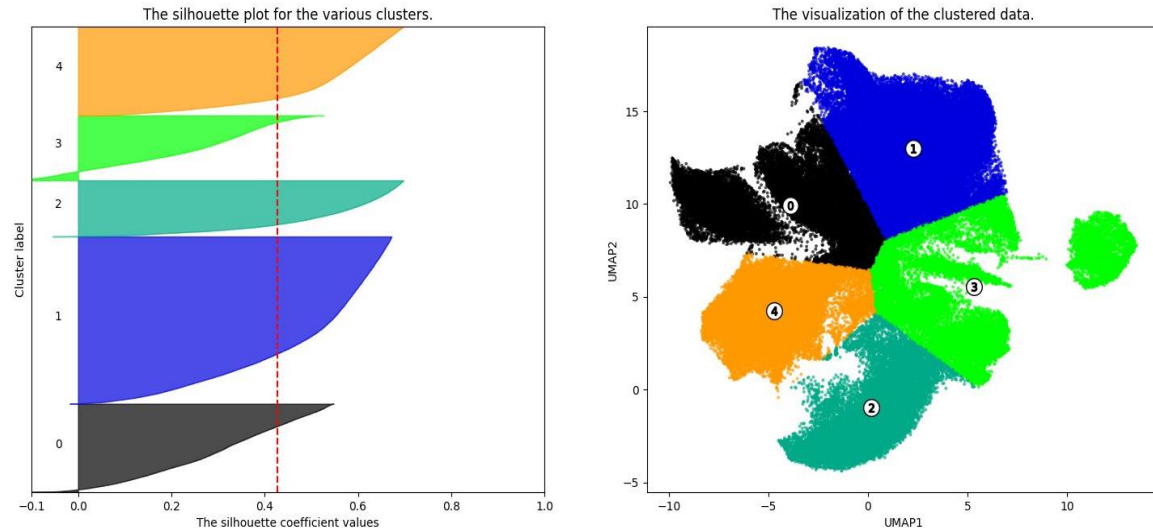 The silhouette plot for the various clusters.
Cluster label
4
3
2
1
0
−0.1 0.0 0.2 0.4 0.6 0.8 1.0
The silhouette coefficient values
The visualization of the clustered data.
UMAP2
15
10
5
0
−5
1
0
3
4
2
−10 −5 0 5 10
UMAP1